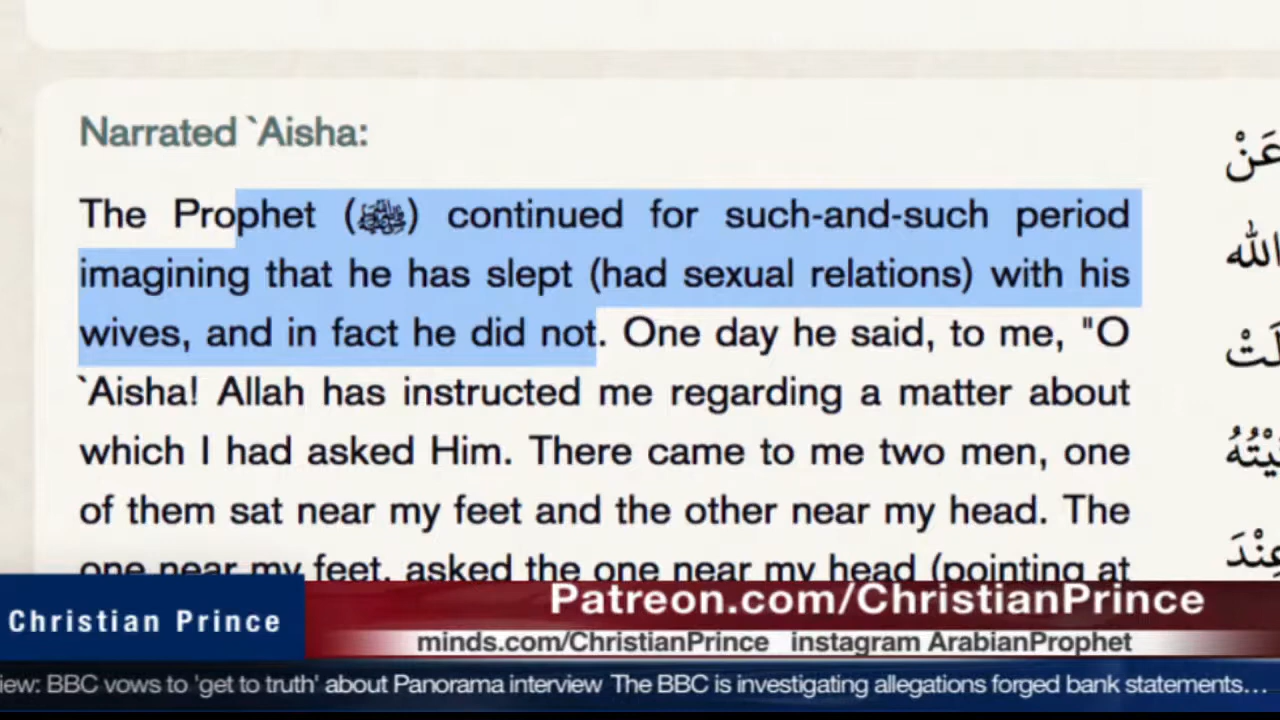 Narrated `Aisha:
The Prophet (ﷺ) continued for such-and-such period
imagining that he has slept (had sexual relations) with his
wives, and in fact he did not. One day he said, to me, "O
`Aisha! Allah has instructed me regarding a matter about
which I had asked Him. There came to me two men, one
of them sat near my feet and the other near my head. The
one near my feet, asked the one near my head (pointing at
عَنْ
الله
عِنْدَ
Christian Prince
Patreon.com/ChristianPrince
minds.com/ChristianPrince instagram ArabianProphet
iew: BBC vows to 'get to truth' about Panorama interview The BBC is investigating allegations forged bank statements…